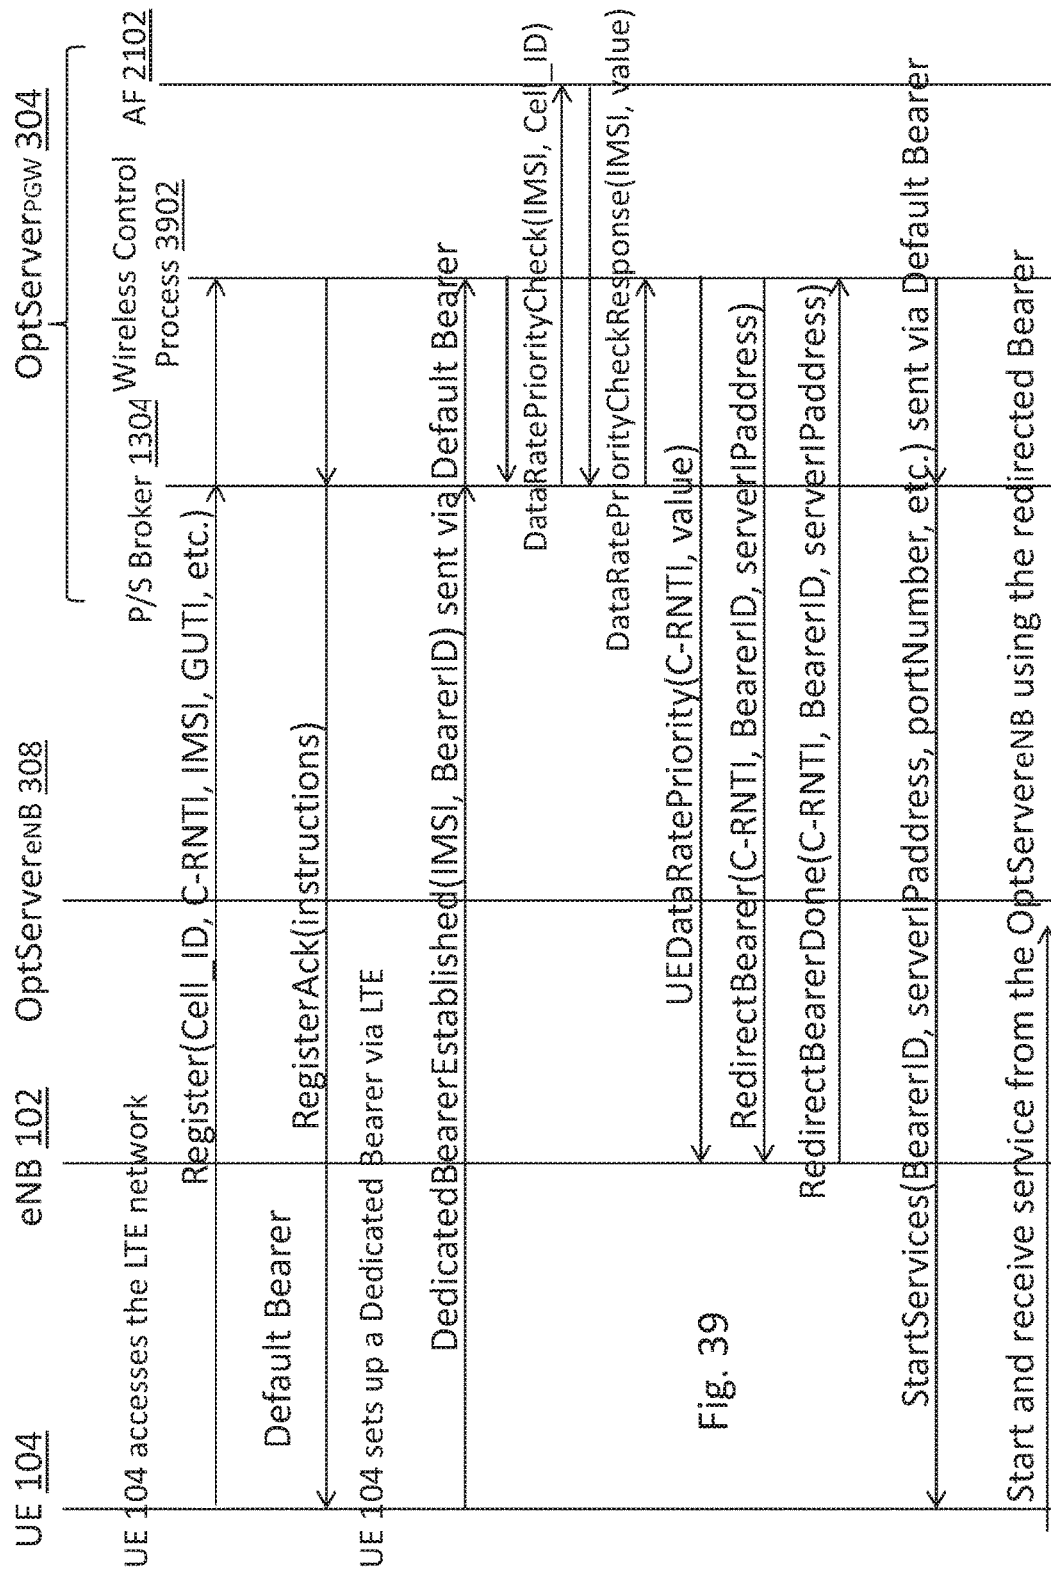 UE 104
eNB 102
OptServereNB 308
OptServerPGW 304
P/S Broker 1304
Wireless Control
Process 3902
AF 2102
UE 104 accesses the LTE network
Register(Cell_ID, C-RNTI, IMSI, GUTI, etc.)
Default Bearer
RegisterAck(instructions)
UE 104 sets up a Dedicated Bearer via LTE
DedicatedBearerEstablished(IMSI, BearerID) sent via Default Bearer
DataRatePriorityCheck(IMSI, Cell_ID)
DataRatePriorityCheckResponse(IMSI, value)
UEDataRatePriority(C-RNTI, value)
RedirectBearer(C-RNTI, BearerID, serverIPaddress)
RedirectBearerDone(C-RNTI, BearerID, serverIPaddress)
StartServices(BearerID, serverIPaddress, portNumber, etc.) sent via Default Bearer
Start and receive service from the OptServereNB using the redirected Bearer
Fig. 39